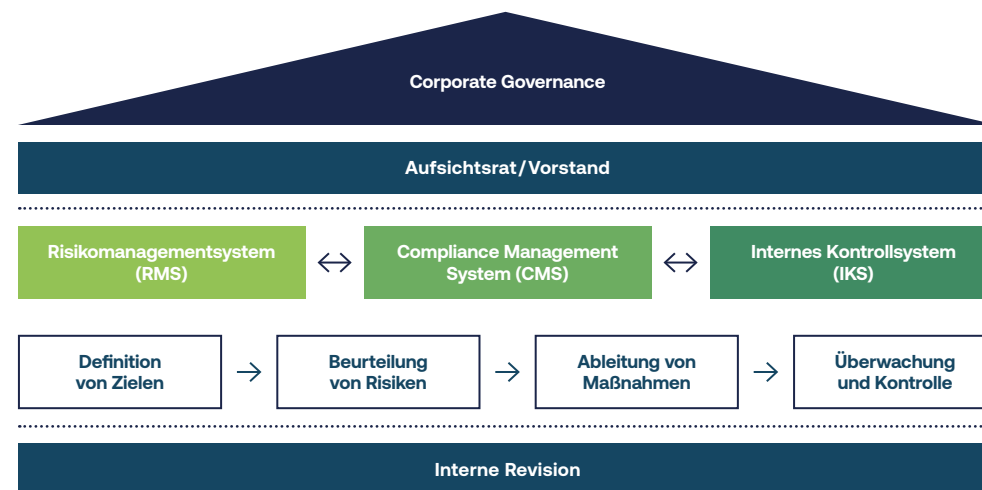 Corporate Governance
Aufsichtsrat/Vorstand
Risikomanagementsystem
(RMS)
Compliance Management
System (CMS)
Internes Kontrollsystem
(IKS)
Definition
von Zielen
Beurteilung
von Risiken
Ableitung von
Maßnahmen
Überwachung
und Kontrolle
Interne Revision